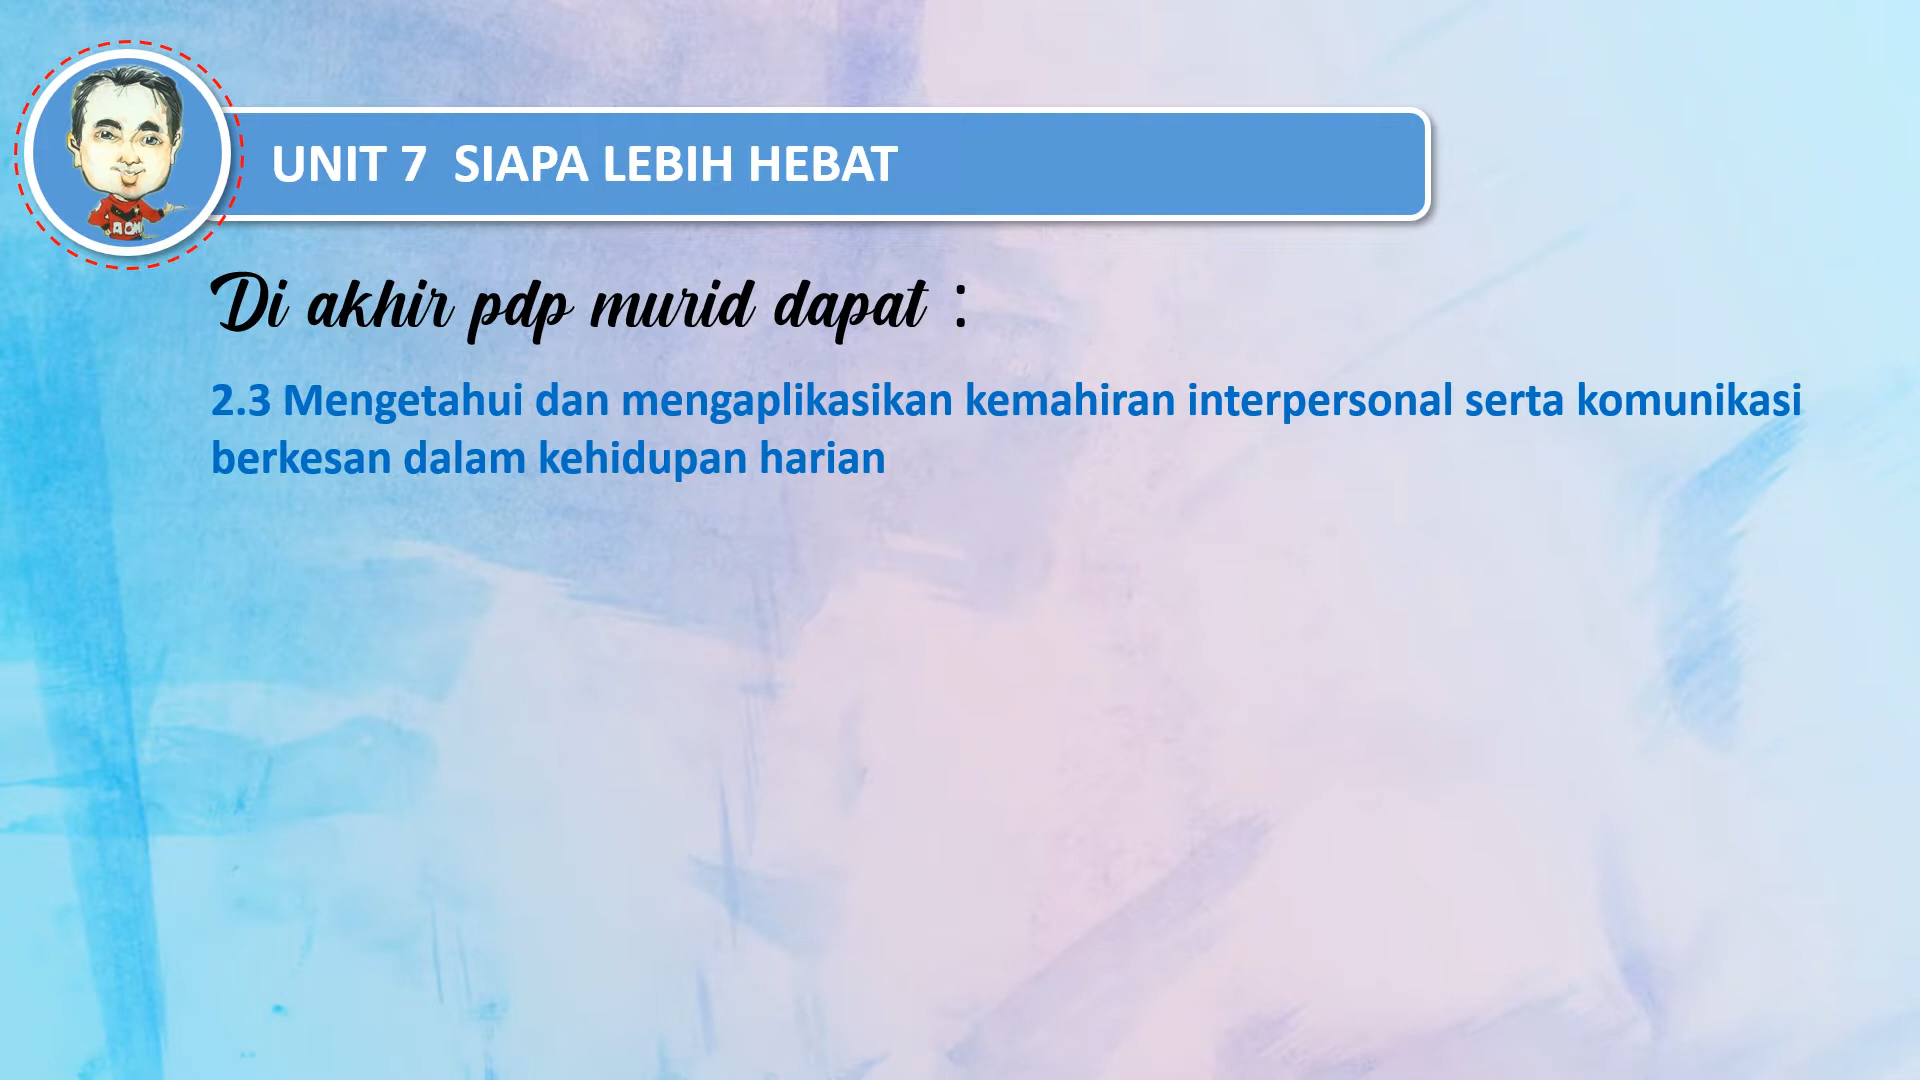 UNIT 7 SIAPA LEBIH HEBAT
Di akhir pdp murid dapat :
2.3 Mengetahui dan mengaplikasikan kemahiran interpersonal serta komunikasi
berkesan dalam kehidupan harian